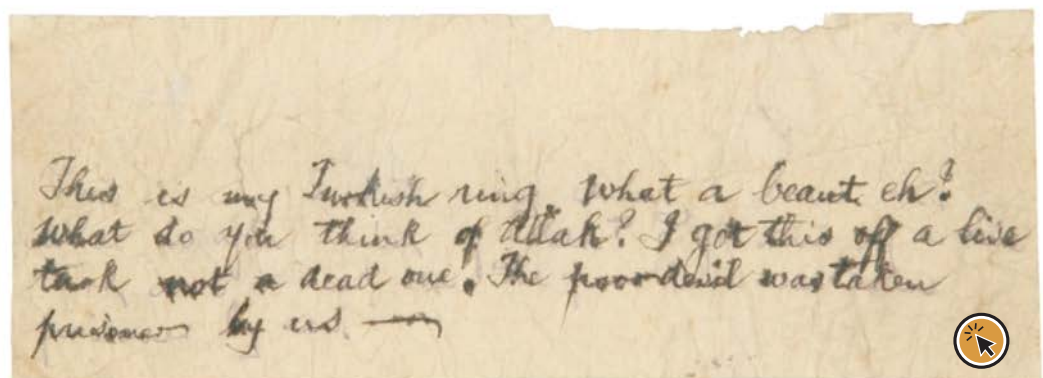 This is my Turkish ring. What a beaut eh?
What do you think of Allah? I got this off a live
turk not a dead one. The poor devil was taken
prisoner by us —